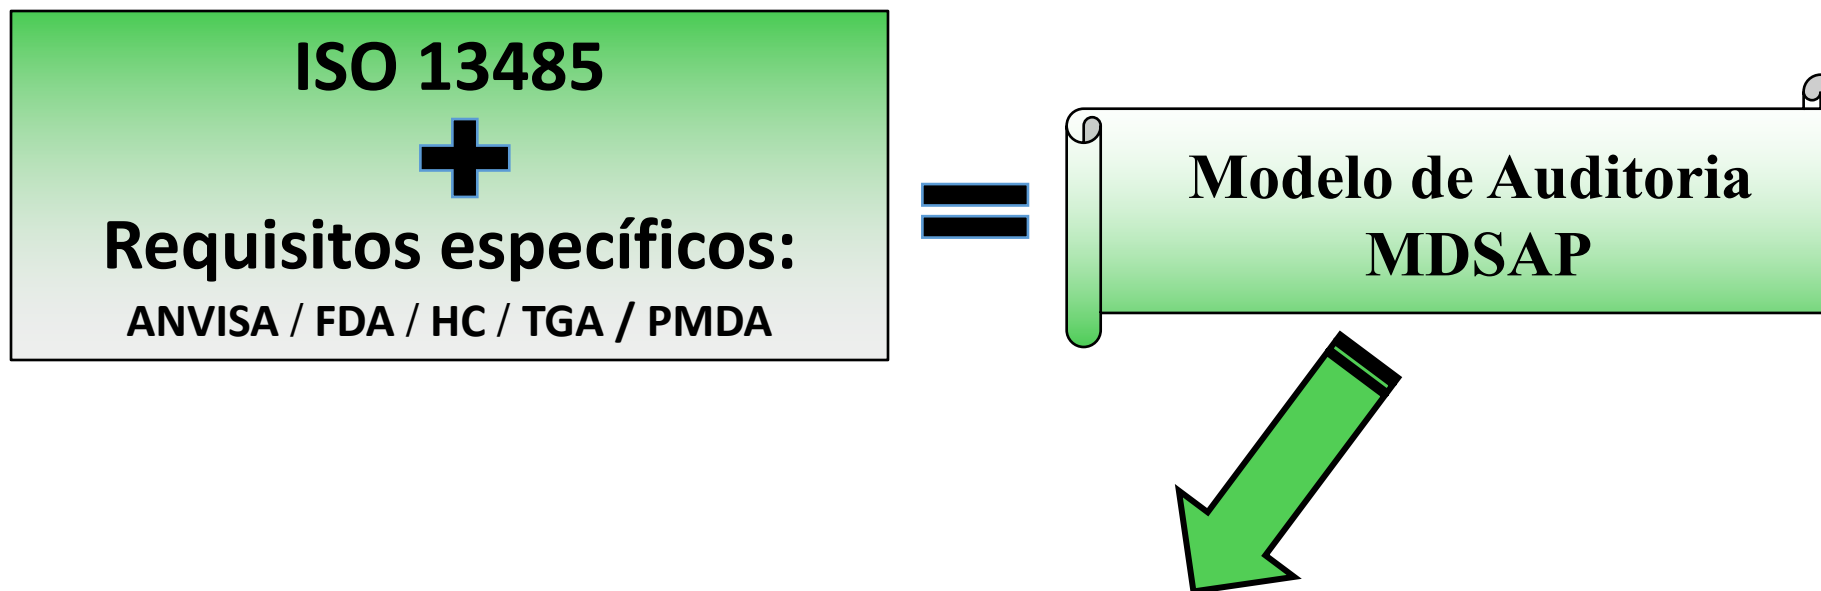 ISO 13485
Requisitos específicos:
ANVISA / FDA / HC / TGA / PMDA
Modelo de Auditoria
MDSAP